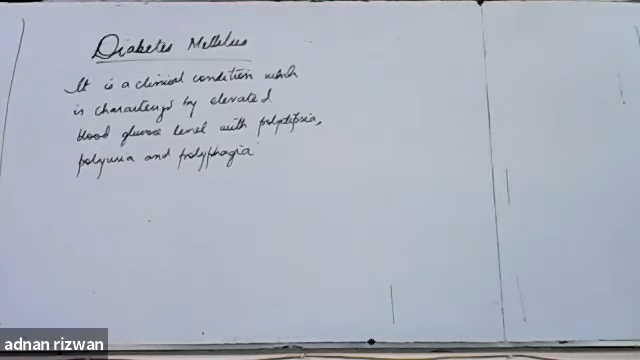 Diabetes Mellitus
It is a clinical condition which
is characterized by elevated
blood glucose level with polydipsia,
polyuria and polyphagia
adnan rizwan